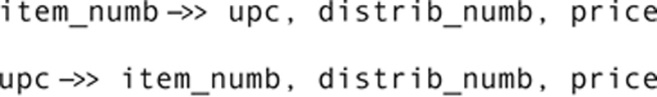 item_numb ->> upc, distrib_numb, price
upc ->> item_numb, distrib_numb, price